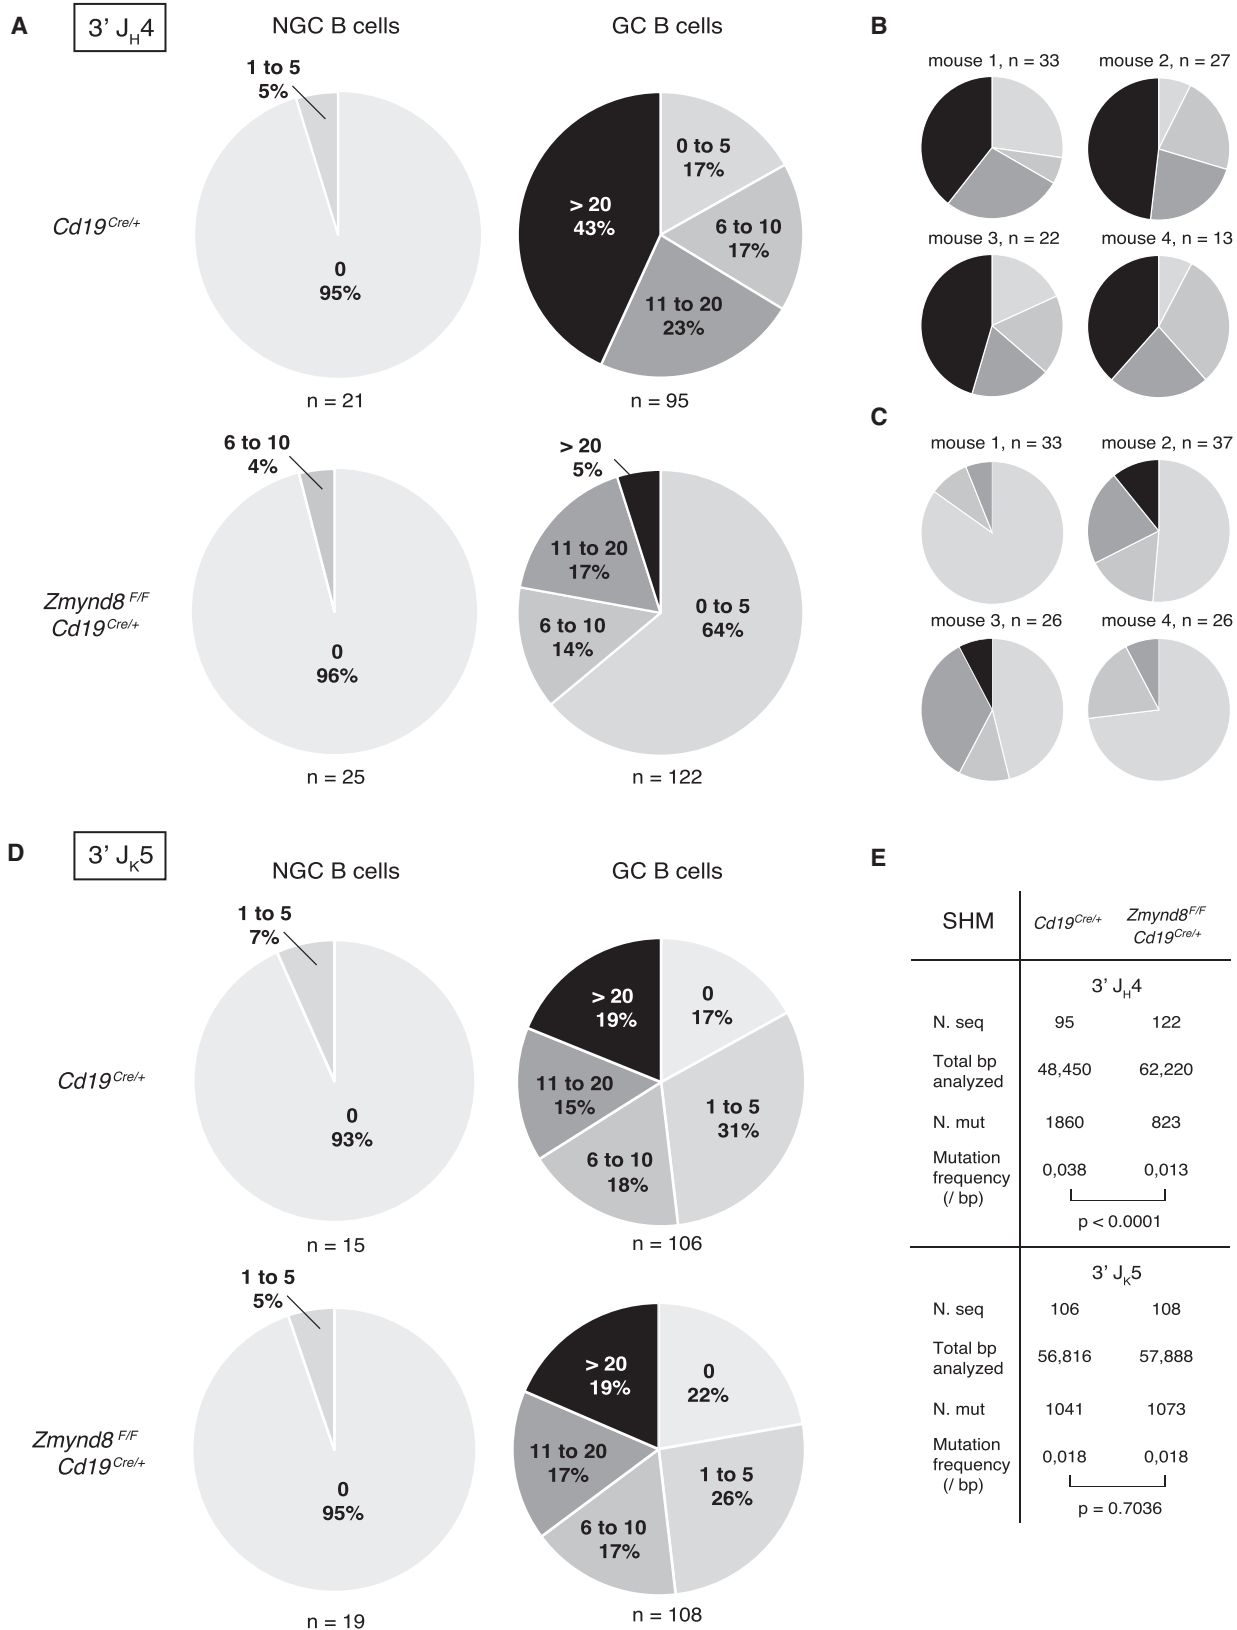 A
3’ JH4
NGC B cells
GC B cells
1 to 5
5%
0
95%
Cd19Cre/+
n = 21
0 to 5
17%
6 to 10
17%
11 to 20
23%
> 20
43%
n = 95
6 to 10
4%
0
96%
Zmynd8 F/F
Cd19Cre/+
n = 25
> 20
5%
11 to 20
17%
6 to 10
14%
0 to 5
64%
n = 122
B
mouse 1, n = 33
mouse 2, n = 27
mouse 3, n = 22
mouse 4, n = 13
C
mouse 1, n = 33
mouse 2, n = 37
mouse 3, n = 26
mouse 4, n = 26
D
3’ JK5
NGC B cells
GC B cells
1 to 5
7%
0
93%
Cd19Cre/+
n = 15
0
17%
1 to 5
31%
6 to 10
18%
11 to 20
15%
> 20
19%
n = 106
1 to 5
5%
0
95%
Zmynd8 F/F
Cd19Cre/+
n = 19
0
22%
1 to 5
26%
6 to 10
17%
11 to 20
17%
> 20
19%
n = 108
E
SHM
Cd19Cre/+
Zmynd8F/F
Cd19Cre/+
3’ JH4
N. seq 95 122
Total bp
analyzed 48,450 62,220
N. mut 1860 823
Mutation
frequency 0,038 0,013
(/ bp)
p < 0.0001
3’ JK5
N. seq 106 108
Total bp
analyzed 56,816 57,888
N. mut 1041 1073
Mutation
frequency 0,018 0,018
(/ bp)
p = 0.7036